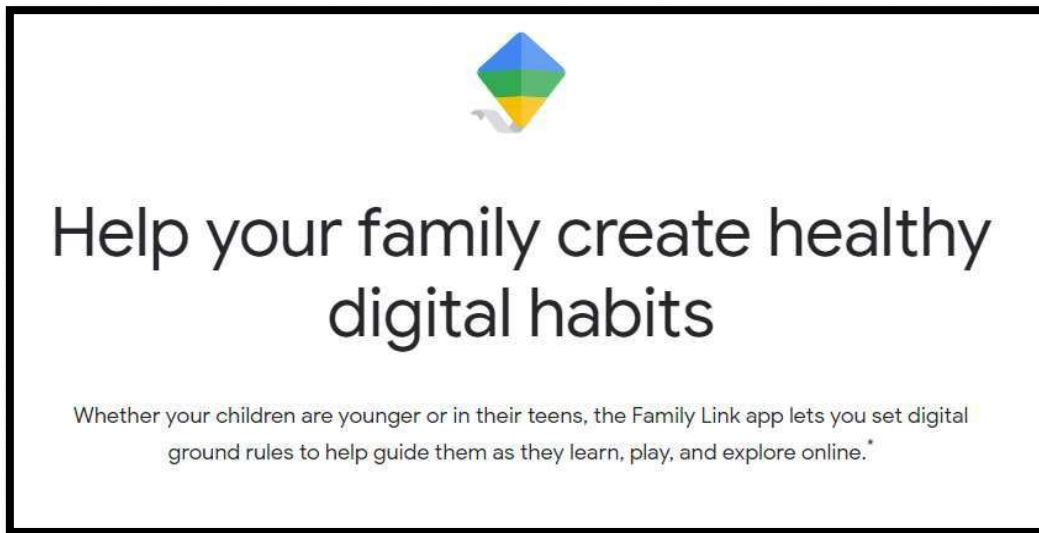 Help your family create healthy
digital habits
Whether your children are younger or in their teens, the Family Link app lets you set digital
ground rules to help guide them as they learn, play, and explore online.*